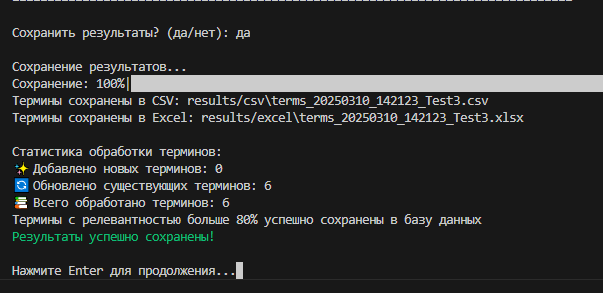 Сохранить результаты? (да/нет): да
Сохранение результатов...
Сохранение: 100%|
Термины сохранены в CSV: results/csv\terms_20250310_142123_Test3.csv
Термины сохранены в Excel: results/excel\terms_20250310_142123_Test3.xlsx
Статистика обработки терминов:
✨ Добавлено новых терминов: 0
🔄 Обновлено существующих терминов: 6
📚 Всего обработано терминов: 6
Термины с релевантностью больше 80% успешно сохранены в базу данных
Результаты успешно сохранены!
Нажмите Enter для продолжения...